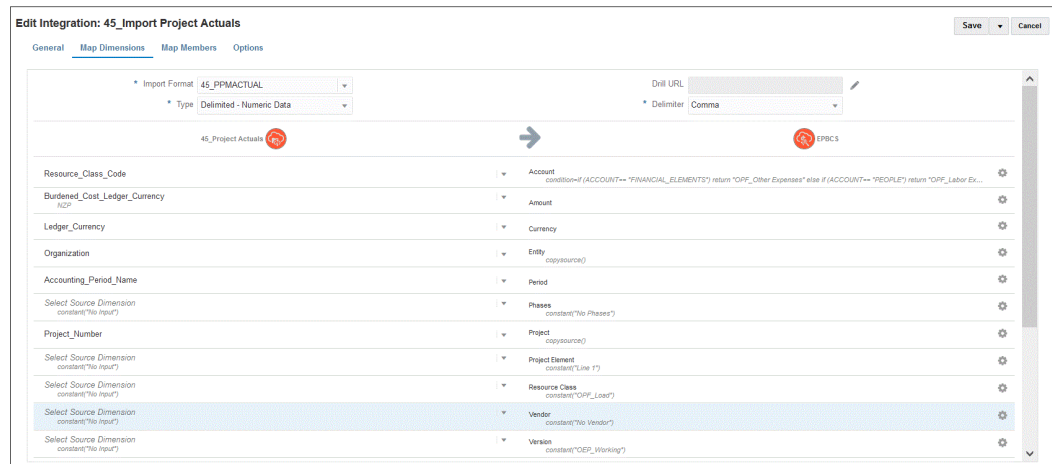 Edit Integration: 45_Import Project Actuals
Save
Cancel
General Map Dimensions Map Members Options
* Import Format 45_PPMACTUAL
Drill URL
* Type Delimited - Numeric Data
* Delimiter Comma
45_Project Actuals
EPBCS
Resource_Class_Code
Account
condition=if (ACCOUNT== "FINANCIAL_ELEMENTS") return "OPF_Other Expenses" else if (ACCOUNT== "PEOPLE") return "OPF_Labor Ex...
Burdened_Cost_Ledger_Currency
NZP
Amount
Ledger_Currency
Currency
Organization
Entity
copysource()
Accounting_Period_Name
Period
Select Source Dimension
constant("No Input")
Phases
constant("No Phases")
Project_Number
Project
copysource()
Select Source Dimension
constant("No Input")
Project Element
constant("Line 1")
Select Source Dimension
constant("No Input")
Resource Class
constant("OPF_Load")
Select Source Dimension
constant("No Input")
Vendor
constant("No Vendor")
Select Source Dimension
constant("No Input")
Version
constant("OEP_Working")